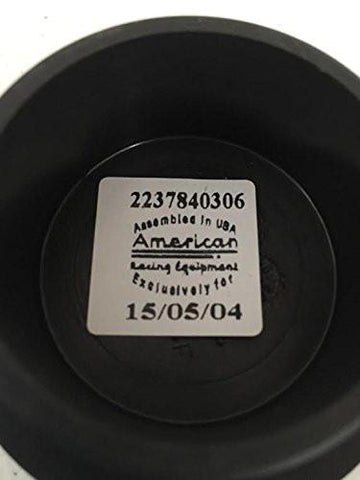 2237840306
Assembled in USA
American
Racing Equipment
Exclusively for
15/05/04